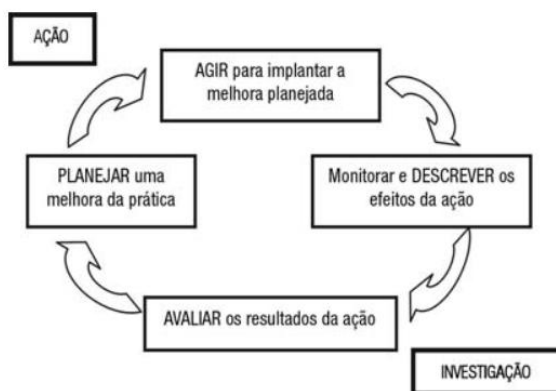 AÇÃO
AGIR para implantar a
melhora planejada
PLANEJAR uma
melhora da prática
Monitorar e DESCREVER os
efeitos da ação
AVALIAR os resultados da ação
INVESTIGAÇÃO